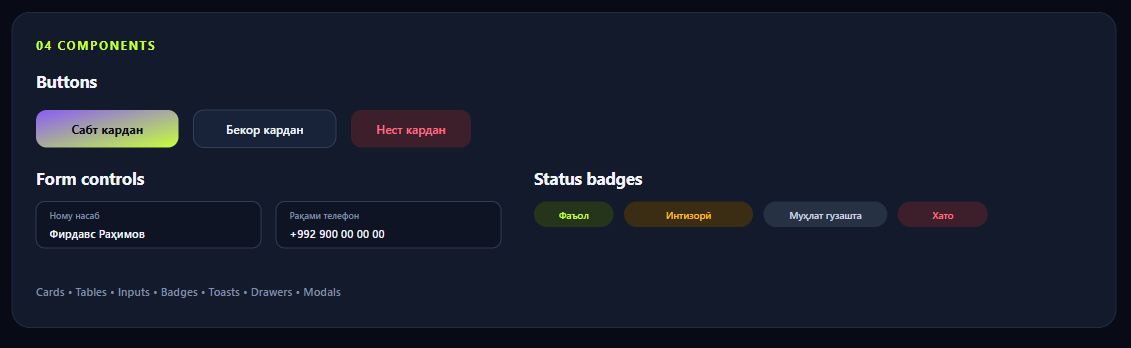 04 COMPONENTS
Buttons
Сабт кардан
Бекор кардан
Нест кардан
Form controls
Ному насаб
Фирдавс Раҳимов
Рақами телефон
+992 900 00 00 00
Status badges
Фаъол
Интизорӣ
Муҳлат гузашта
Хато
Cards • Tables • Inputs • Badges • Toasts • Drawers • Modals